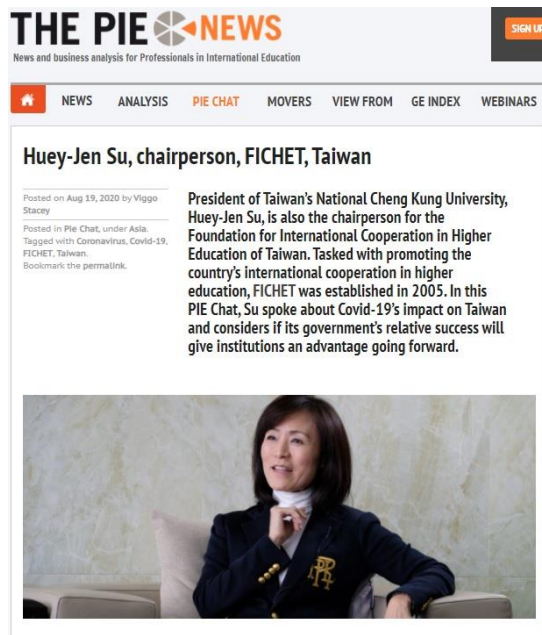 THE PIE NEWS
News and business analysis for Professionals in International Education
SIGN U
NEWS ANALYSIS PIE CHAT MOVERS VIEW FROM GE INDEX WEBINARS
Huey-Jen Su, chairperson, FICHET, Taiwan
Posted on Aug 19, 2020 by Viggo
Stacey
Posted in Pie Chat, under Asia.
Tagged with Coronavirus, Covid-19,
FICHET, Taiwan.
Bookmark the permalink.
President of Taiwan's National Cheng Kung University,
Huey-Jen Su, is also the chairperson for the
Foundation for International Cooperation in Higher
Education of Taiwan. Tasked with promoting the
country's international cooperation in higher
education, FICHET was established in 2005. In this
PIE Chat, Su spoke about Covid-19's impact on Taiwan
and considers if its government's relative success will
give institutions an advantage going forward.